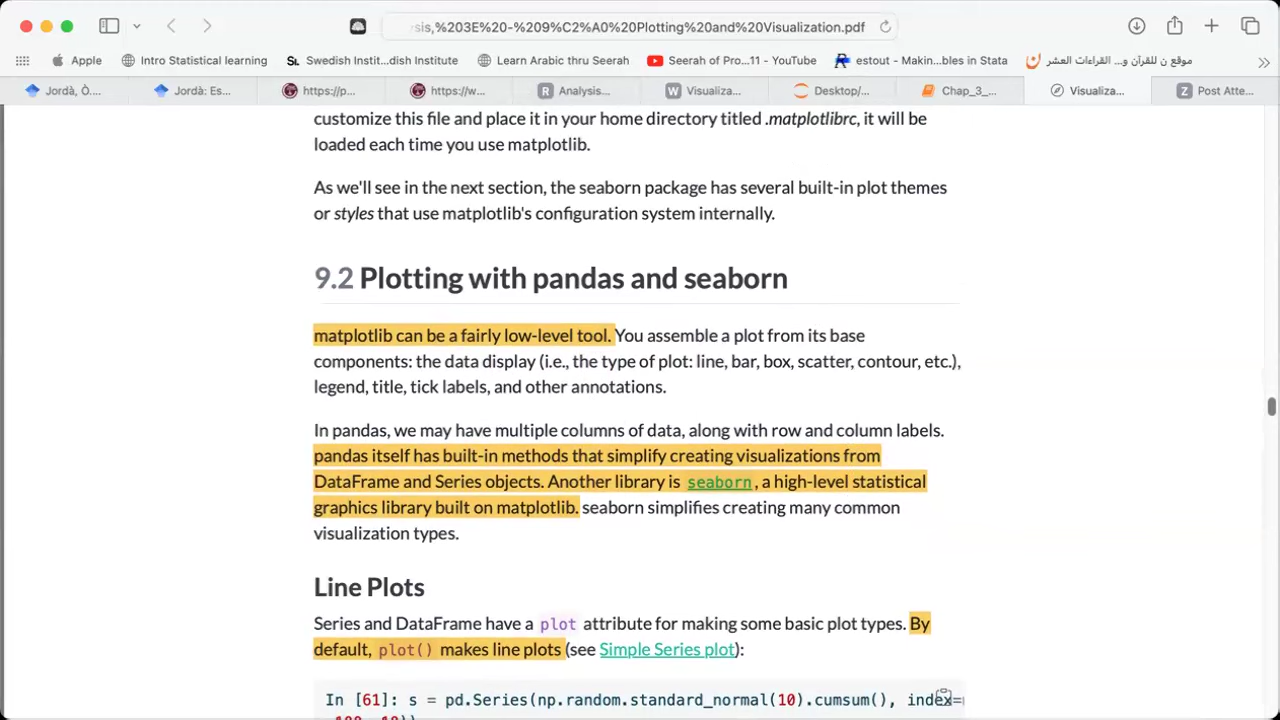 sis,%203E%20-%209%C2%A0%20Plotting%20and%20Visualization.pdf
Apple
Intro Statistical learning
Swedish Instit...dish Institute
Learn Arabic thru Seerah
Seerah of Pro...11 - YouTube
estout - Makin...bles in Stata
موقع ن للقرآن و... القراءات العشر
Jordà, Ò...
Jordà: Es...
https://p...
https://w...
R Analysis...
W Visualiza...
Desktop/...
Chap_3_...
Visualiza...
Z Post Atte...
customize this file and place it in your home directory titled .matplotlibrc, it will be
loaded each time you use matplotlib.
As we'll see in the next section, the seaborn package has several built-in plot themes
or styles that use matplotlib's configuration system internally.
9.2 Plotting with pandas and seaborn
matplotlib can be a fairly low-level tool. You assemble a plot from its base
components: the data display (i.e., the type of plot: line, bar, box, scatter, contour, etc.),
legend, title, tick labels, and other annotations.
In pandas, we may have multiple columns of data, along with row and column labels.
pandas itself has built-in methods that simplify creating visualizations from
DataFrame and Series objects. Another library is seaborn, a high-level statistical
graphics library built on matplotlib. seaborn simplifies creating many common
visualization types.
Line Plots
Series and DataFrame have a plot attribute for making some basic plot types. By
default, plot() makes line plots (see Simple Series plot):
In [61]: s = pd.Series(np.random.standard_normal(10).cumsum(), index=